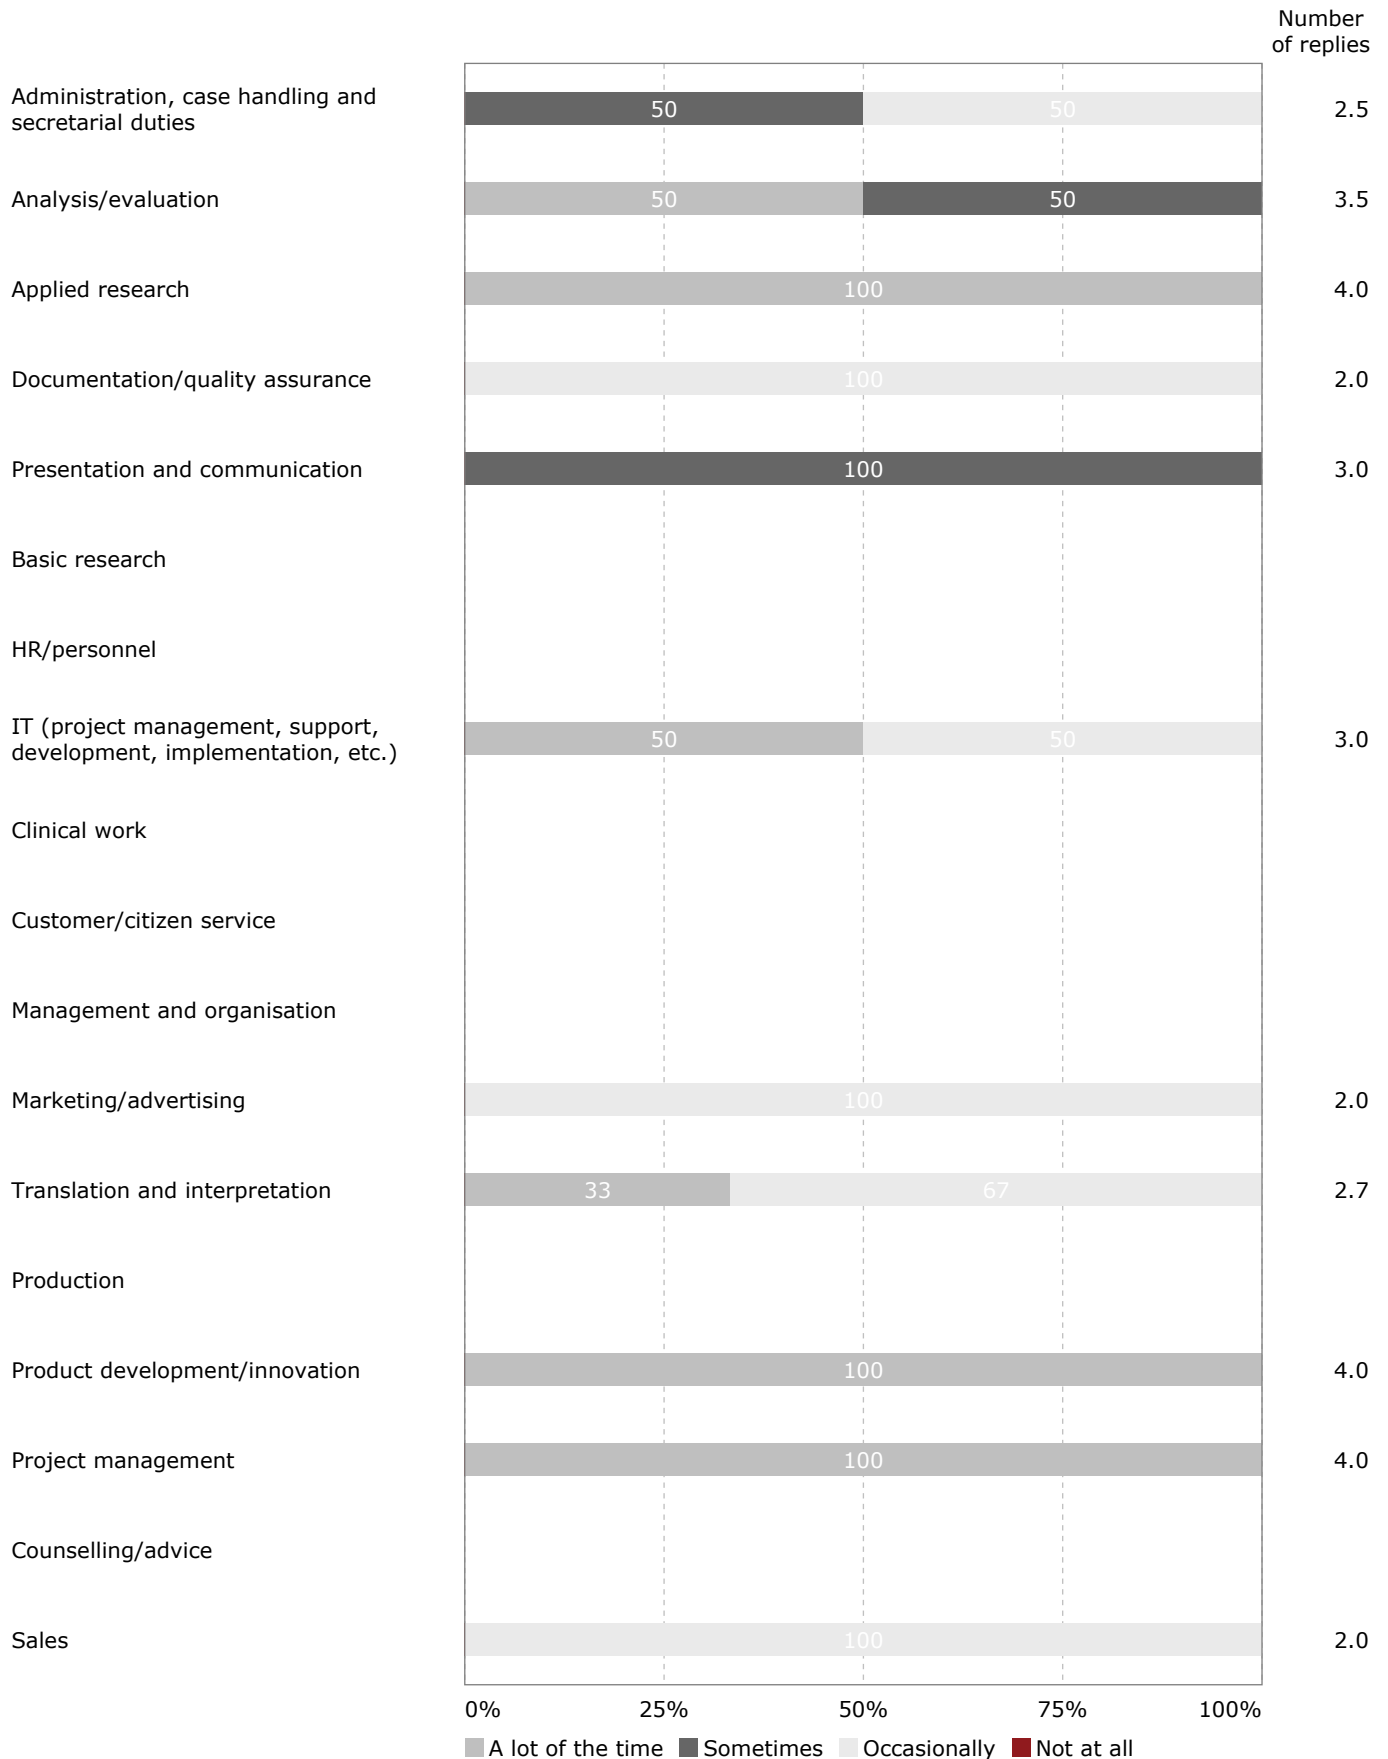 Number
of replies
Administration, case handling and
secretarial duties
50 50 2.5
Analysis/evaluation 50 50 3.5
Applied research 100 4.0
Documentation/quality assurance 100 2.0
Presentation and communication 100 3.0
Basic research
HR/personnel
IT (project management, support,
development, implementation, etc.)
50 50 3.0
Clinical work
Customer/citizen service
Management and organisation
Marketing/advertising 100 2.0
Translation and interpretation 33 67 2.7
Production
Product development/innovation 100 4.0
Project management 100 4.0
Counselling/advice
Sales 100 2.0
0% 25% 50% 75% 100%
A lot of the time Sometimes Occasionally Not at all